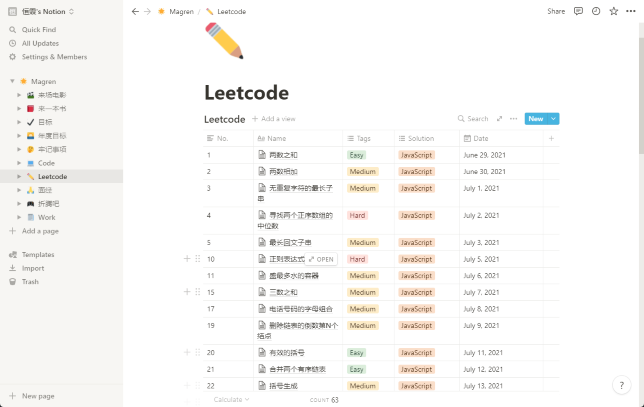 恒霖's Notion
Quick Find
All Updates
Settings & Members
Magren
来场电影
来一本书
目标
年度目标
牢记事项
Code
Leetcode
面经
折腾吧
Work
Add a page
Templates
Import
Trash
New page
Magren / Leetcode
Share
Leetcode
Leetcode
Add a view
Search
New
No. Name Tags Solution Date
1 两数之和 Easy JavaScript June 29, 2021
2 两数相加 Medium JavaScript June 30, 2021
3 无重复字符的最长子 Medium JavaScript July 1, 2021
串
4 寻找两个正序数组的 Hard JavaScript July 2, 2021
中位数
5 最长回文子串 Medium JavaScript July 3, 2021
10 正则表达式 OPEN Hard JavaScript July 5, 2021
11 盛最多水的容器 Medium JavaScript July 6, 2021
15 三数之和 Medium JavaScript July 7, 2021
17 电话号码的字母组合 Medium JavaScript July 8, 2021
19 删除链表的倒数第N个 Medium JavaScript July 9, 2021
结点
20 有效的括号 Easy JavaScript July 11, 2021
21 合并两个有序链表 Easy JavaScript July 12, 2021
22 括号生成 Medium JavaScript July 13, 2021
Calculate
COUNT 63
?